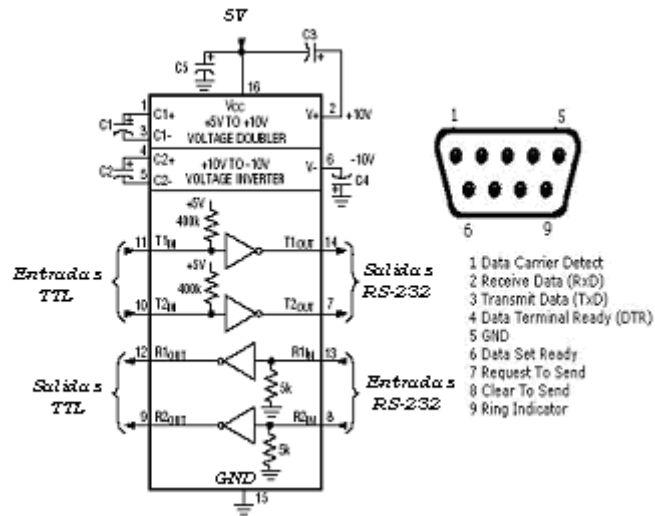 5V
C3
C5
16
1
C1+
VCC
V+
2
+10V
+5V TO +10V
C1
3
C1-
VOLTAGE DOUBLER
4
C2+
+10V TO -10V
V-
6
-10V
C2
5
C2-
VOLTAGE INVERTER
C4
+5V
400k
11
T1IN
T1OUT
14
Entradas
TTL
Salidas
RS-232
+5V
400k
10
T2IN
T2OUT
7
12
R1OUT
R1IN
13
5k
Salidas
TTL
Entradas
RS-232
9
R2OUT
R2IN
8
5k
GND
15
1
5
6
9
1 Data Carrier Detect
2 Receive Data (RxD)
3 Transmit Data (TxD)
4 Data Terminal Ready (DTR)
5 GND
6 Data Set Ready
7 Request To Send
8 Clear To Send
9 Ring Indicator